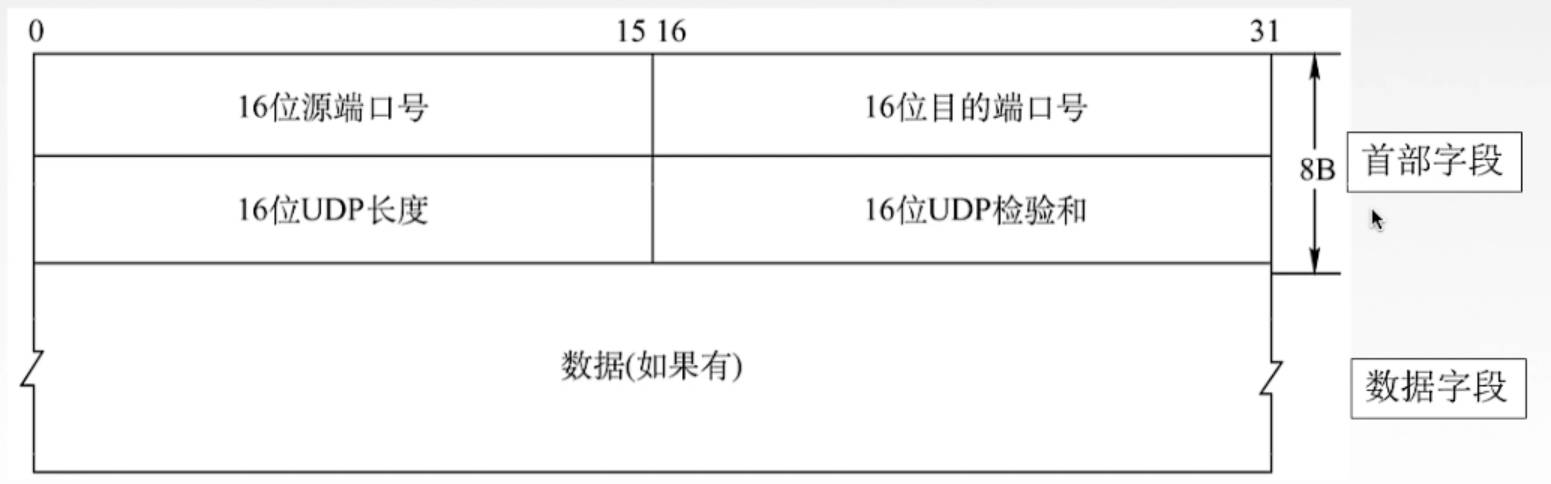 0 15 16 31
16位源端口号 16位目的端口号
8B 首部字段
16位UDP长度 16位UDP检验和
数据(如果有)
数据字段